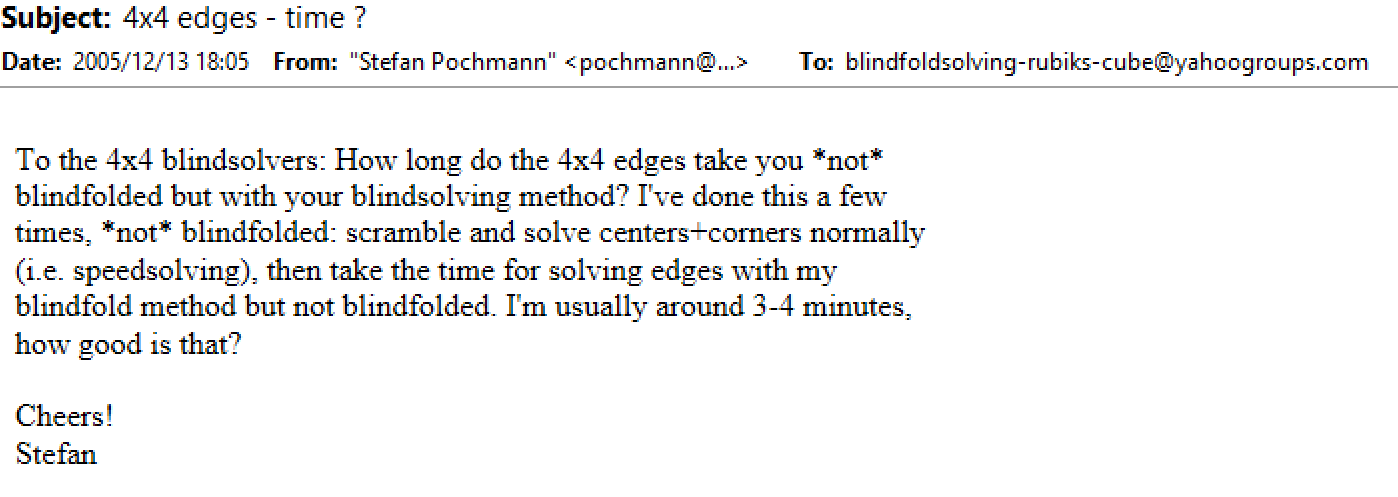 Subject: 4x4 edges - time ?
Date: 2005/12/13 18:05 From: "Stefan Pochmann" <pochmann@...> To: blindfoldsolving-rubiks-cube@yahoogroups.com
To the 4x4 blindsolvers: How long do the 4x4 edges take you *not*
blindfolded but with your blindsolving method? I've done this a few
times, *not* blindfolded: scramble and solve centers+corners normally
(i.e. speedsolving), then take the time for solving edges with my
blindfold method but not blindfolded. I'm usually around 3-4 minutes,
how good is that?
Cheers!
Stefan